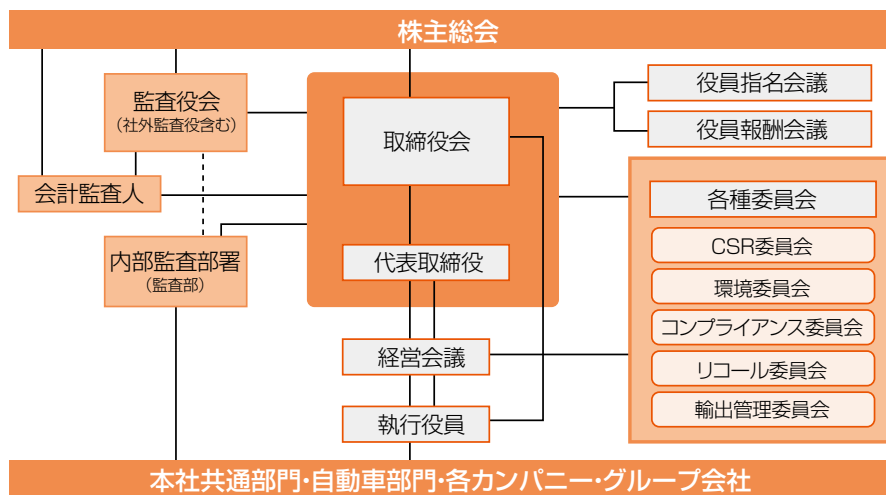 株主総会
監査役会
（社外監査役含む）
会計監査人
内部監査部署
（監査部）
取締役会
代表取締役
経営会議
執行役員
役員指名会議
役員報酬会議
各種委員会
CSR委員会
環境委員会
コンプライアンス委員会
リコール委員会
輸出管理委員会
本社共通部門・自動車部門・各カンパニー・グループ会社